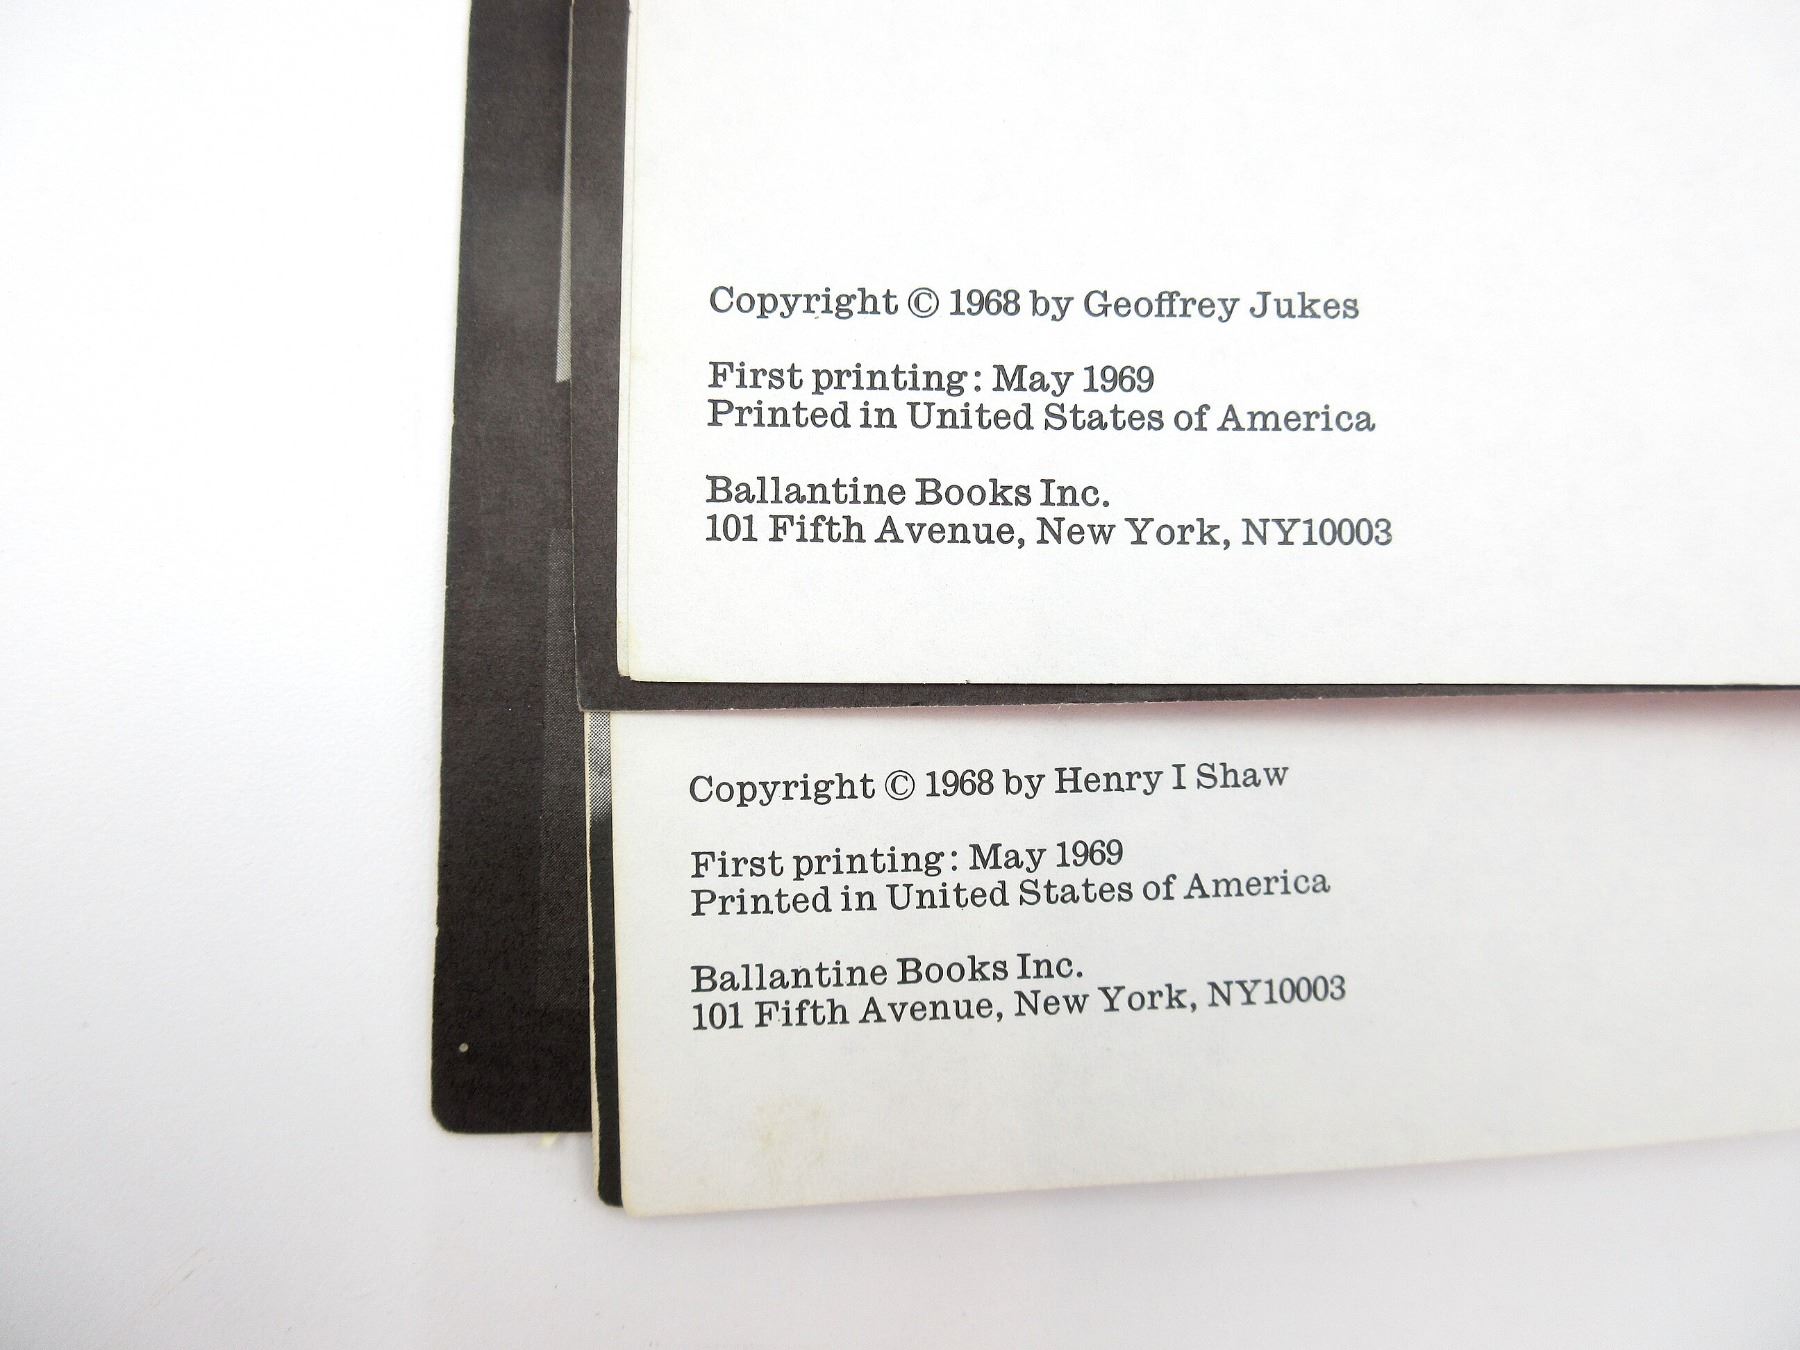 Copyright © 1968 by Geoffrey Jukes
First printing: May 1969
Printed in United States of America
Ballantine Books Inc.
101 Fifth Avenue, New York, NY10003
Copyright © 1968 by Henry I Shaw
First printing: May 1969
Printed in United States of America
Ballantine Books Inc.
101 Fifth Avenue, New York, NY10003